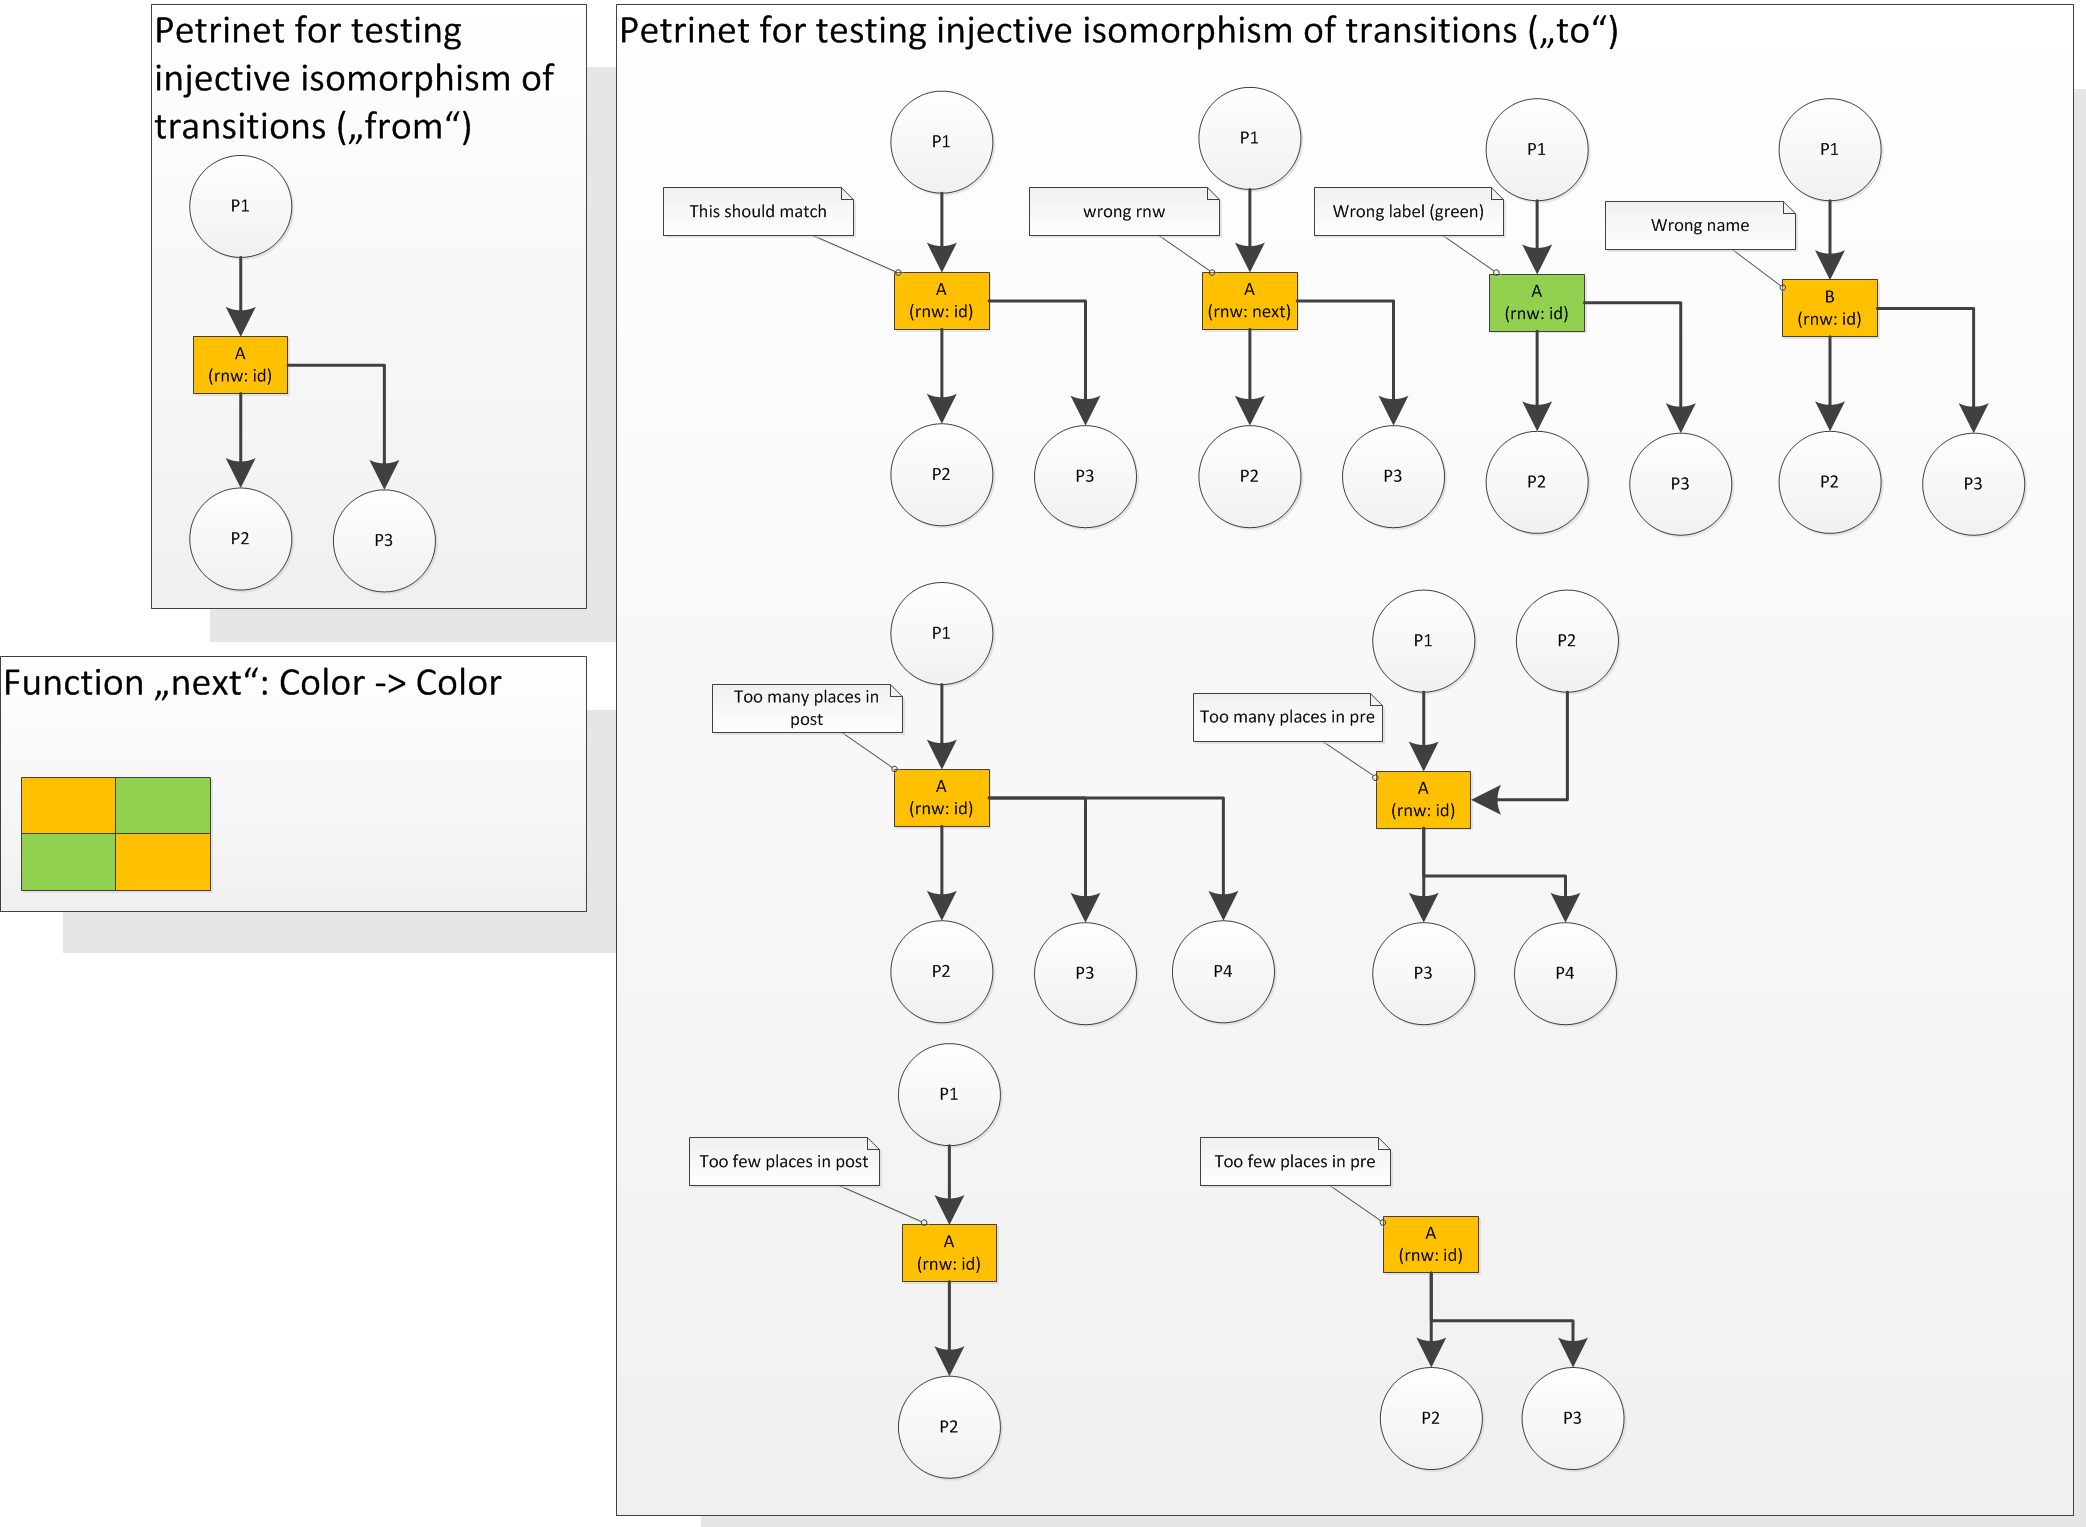 Petrinet for testing
injective isomorphism of
transitions („from“)
P1
A
(rnw: id)
P2
P3
Function „next“: Color -> Color
Petrinet for testing injective isomorphism of transitions („to“)
P1
P1
P1
P1
This should match
wrong rnw
Wrong label (green)
Wrong name
A
(rnw: id)
A
(rnw: next)
A
(rnw: id)
B
(rnw: id)
P2
P3
P2
P3
P2
P3
P2
P3
P1
P1
P2
Too many places in
post
Too many places in pre
A
(rnw: id)
A
(rnw: id)
P2
P3
P4
P3
P4
P1
Too few places in post
Too few places in pre
A
(rnw: id)
A
(rnw: id)
P2
P2
P3